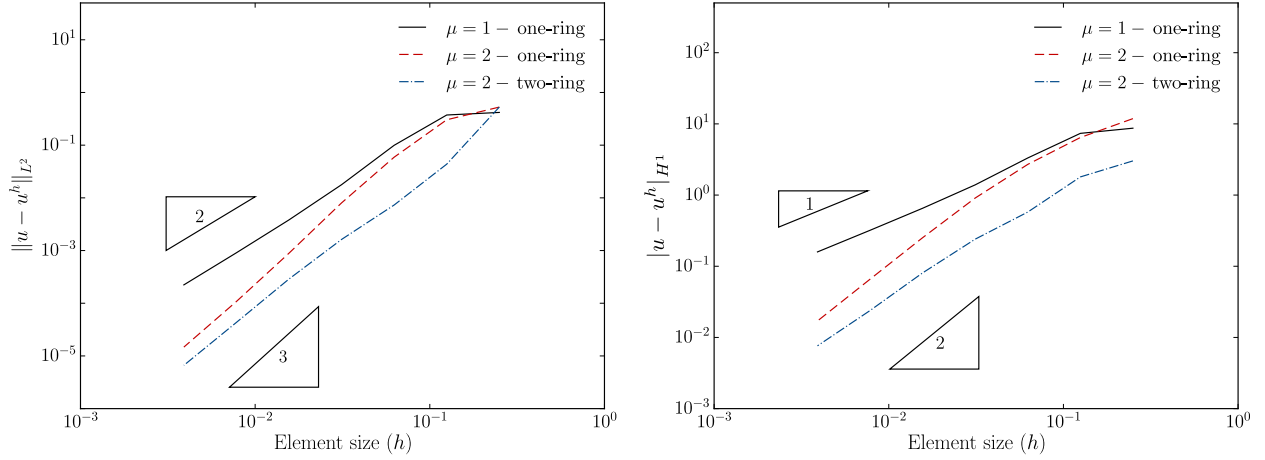 μ = 1 − one-ring
μ = 2 − one-ring
μ = 2 − two-ring
10^1
10^{-1}
10^{-3}
10^{-5}
||u − u^h||_{L^2}
2
3
10^{-3}
10^{-2}
10^{-1}
10^0
Element size (h)
μ = 1 − one-ring
μ = 2 − one-ring
μ = 2 − two-ring
10^2
10^1
10^0
10^{-1}
10^{-2}
10^{-3}
|u − u^h|_{H^1}
1
2
10^{-3}
10^{-2}
10^{-1}
10^0
Element size (h)